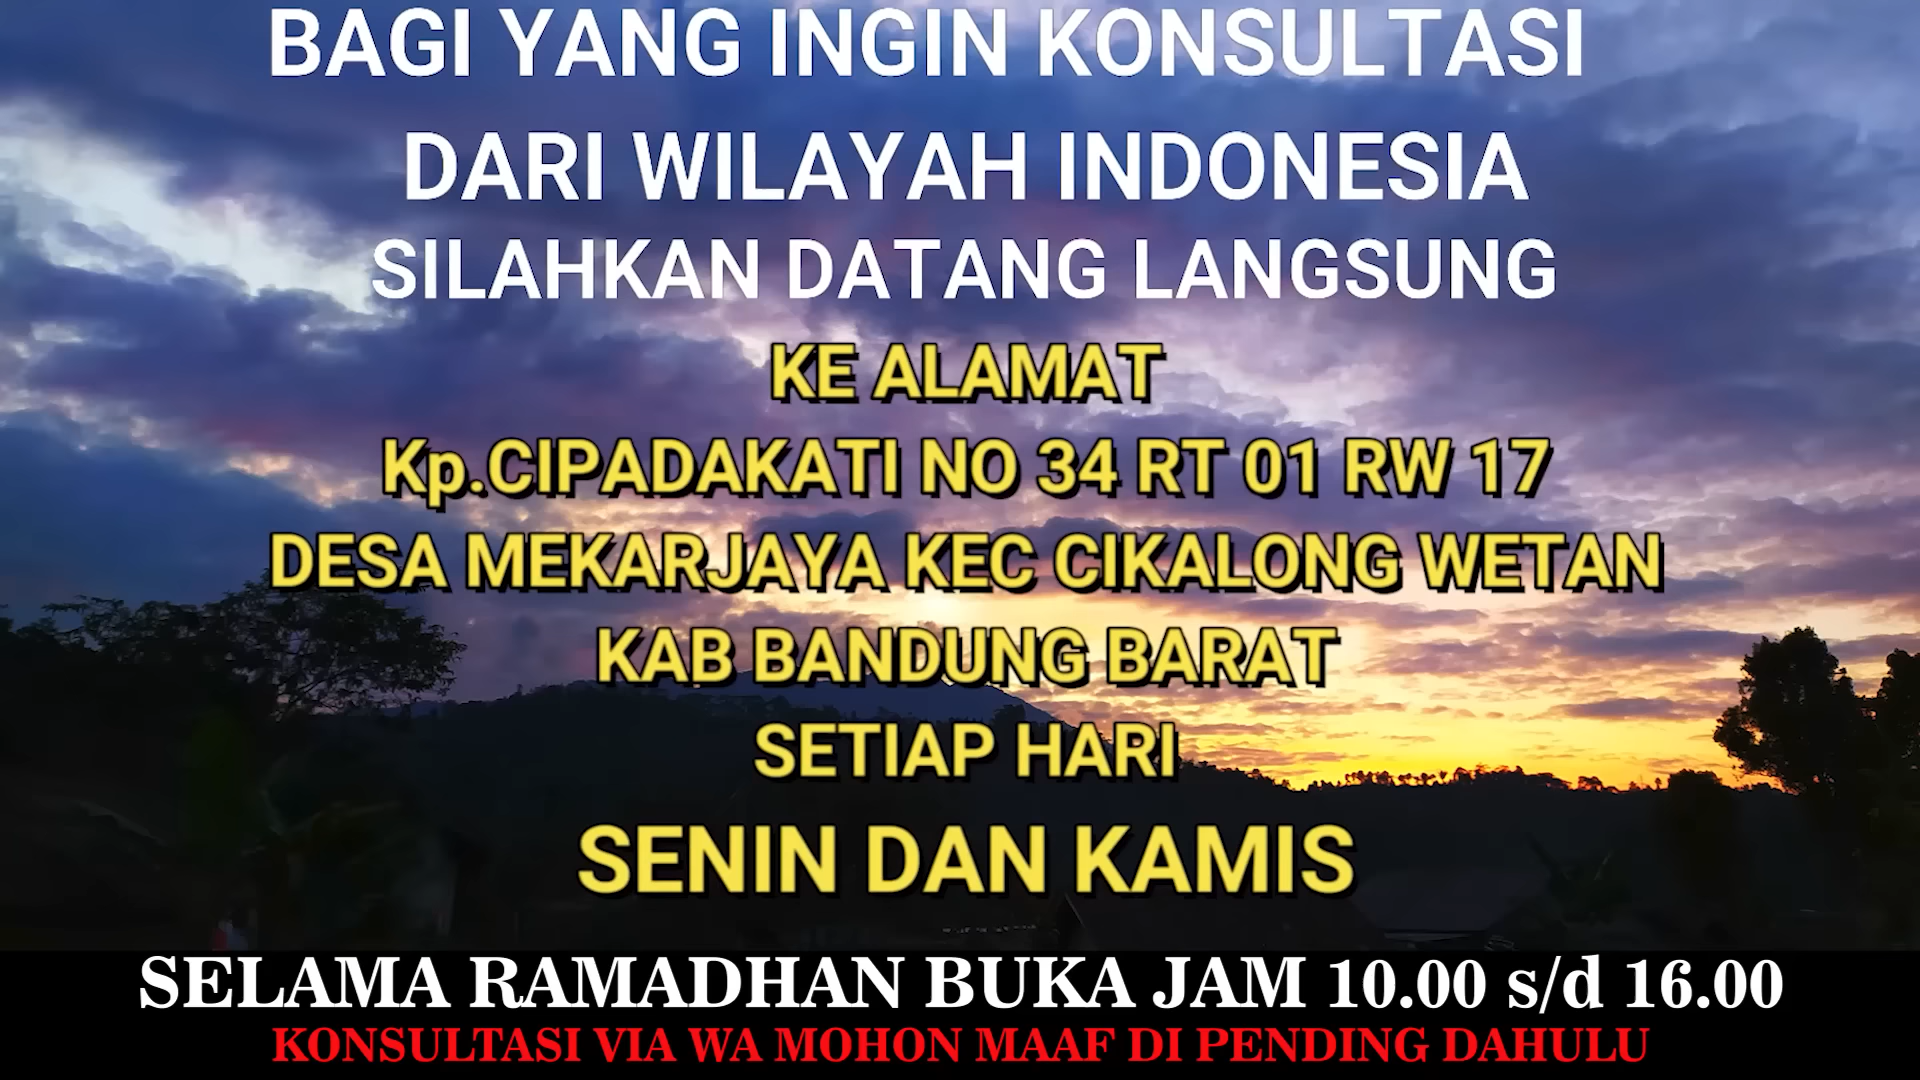 BAGI YANG INGIN KONSULTASI
DARI WILAYAH INDONESIA
SILAHKAN DATANG LANGSUNG
KE ALAMAT
Kp.CIPADAKATI NO 34 RT 01 RW 17
DESA MEKARJAYA KEC CIKALONG WETAN
KAB BANDUNG BARAT
SETIAP HARI
SENIN DAN KAMIS
SELAMA RAMADHAN BUKA JAM 10.00 s/d 16.00
KONSULTASI VIA WA MOHON MAAF DI PENDING DAHULU